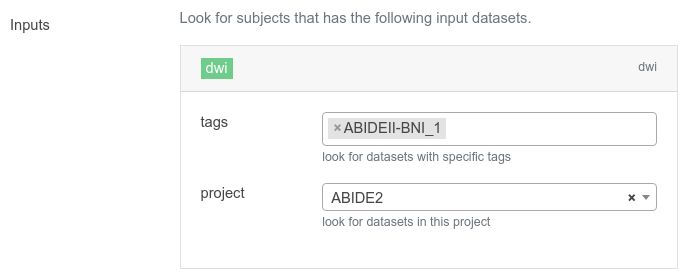 Inputs
Look for subjects that has the following input datasets.
dwi
dwi
tags
×ABIDEII-BNI_1
look for datasets with specific tags
project
ABIDE2 ×
look for datasets in this project